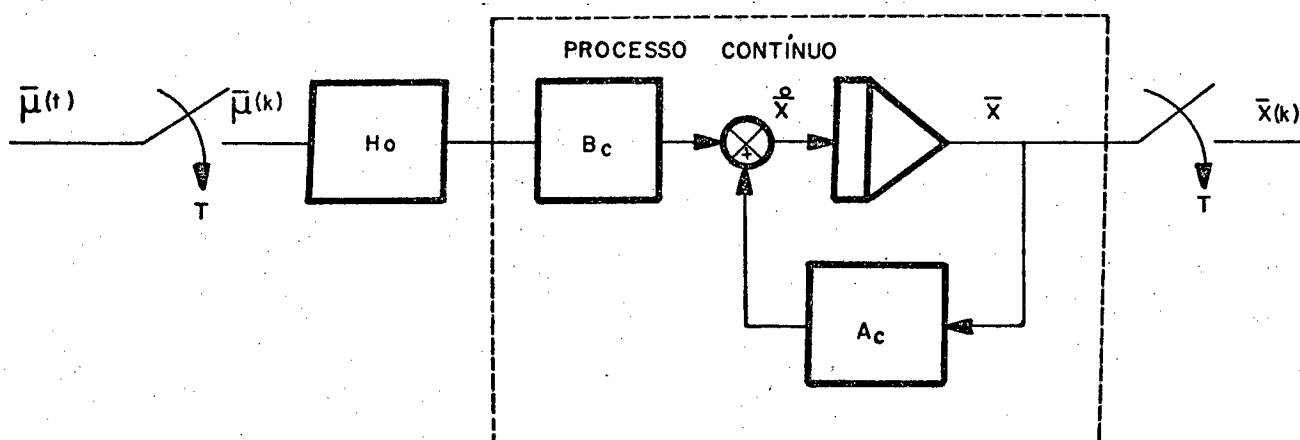 PROCESSO CONTÍNUO
μ̅(t)
μ̅(k)
Ho
Bc
+
x̊̅
x̅
x̅(k)
T
T
Ac